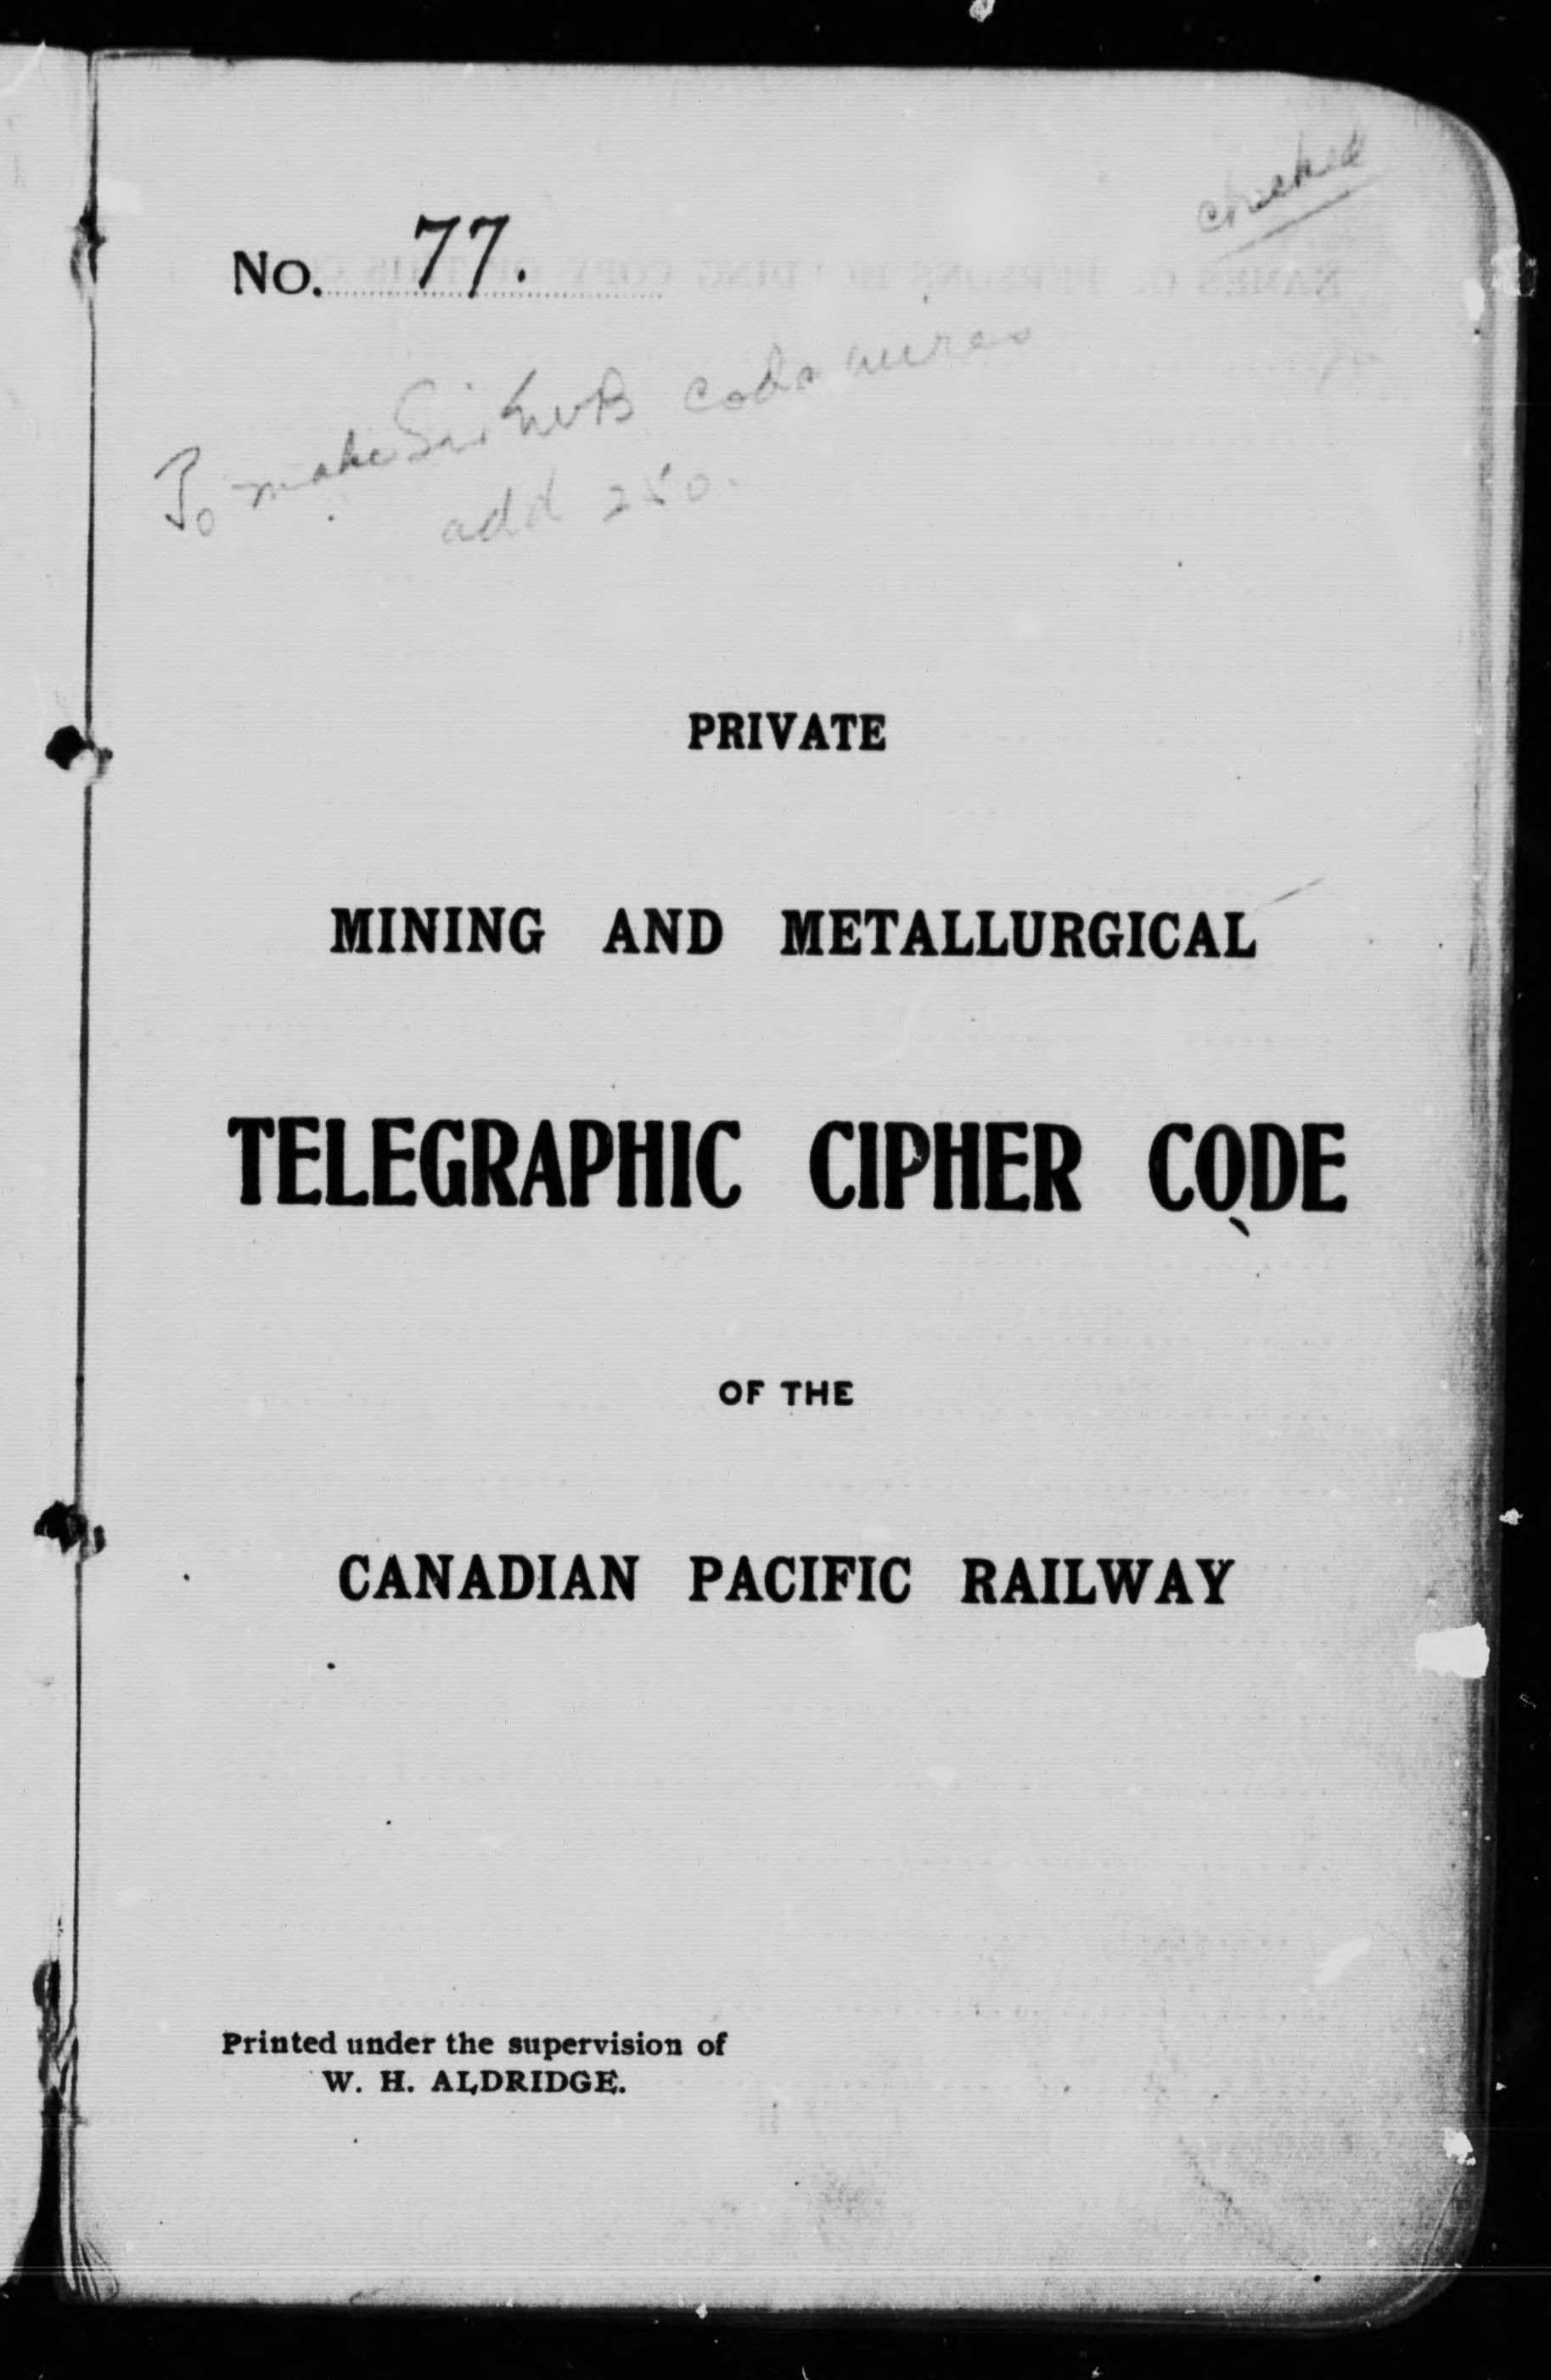 checked
No. 77.
To make Sir code wires
add 250.
PRIVATE
MINING AND METALLURGICAL
TELEGRAPHIC CIPHER CODE
OF THE
CANADIAN PACIFIC RAILWAY
Printed under the supervision of
W. H. ALDRIDGE.